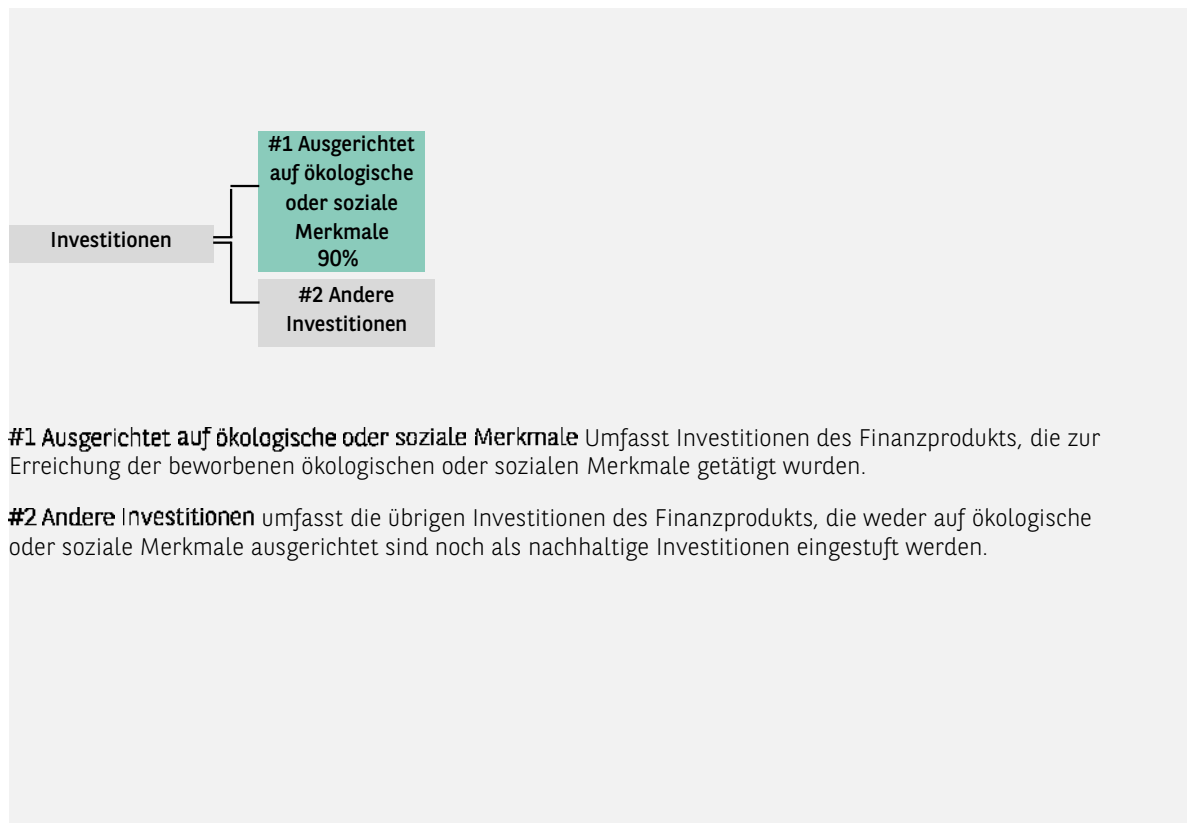 #1 Ausgerichtet
auf ökologische
oder soziale
Merkmale
90%
Investitionen
#2 Andere
Investitionen
#1 Ausgerichtet auf ökologische oder soziale Merkmale Umfasst Investitionen des Finanzprodukts, die zur
Erreichung der beworbenen ökologischen oder sozialen Merkmale getätigt wurden.
#2 Andere Investitionen umfasst die übrigen Investitionen des Finanzprodukts, die weder auf ökologische
oder soziale Merkmale ausgerichtet sind noch als nachhaltige Investitionen eingestuft werden.